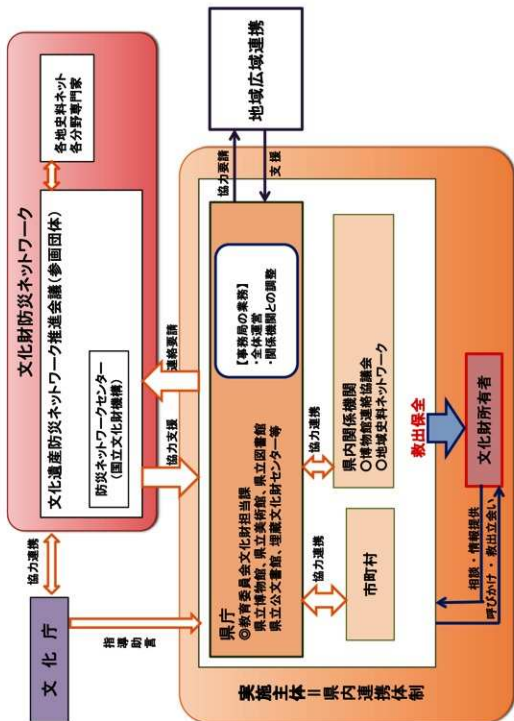 文化庁
協力連携
指導
助言
文化財防災ネットワーク
文化遺産防災ネットワーク推進会議(参画団体)
防災ネットワークセンター
(国立文化財機構)
各地史料ネット
各分野専門家
協力支援
連絡要請
実施主体=県内連携体制
県庁
◎教育委員会文化財担当課
県立博物館、県立美術館、県立図書館
県立公文書館、埋蔵文化財センター等
【事務局の業務】
・全体運営
・関係機関との調整
協力要請
支援
地域広域連携
協力連携
市町村
協力連携
県内関係機関
○博物館連絡協議会
○地域史料ネットワーク
救出保全
文化財所有者
相談・情報提供
呼びかけ・救出立会い